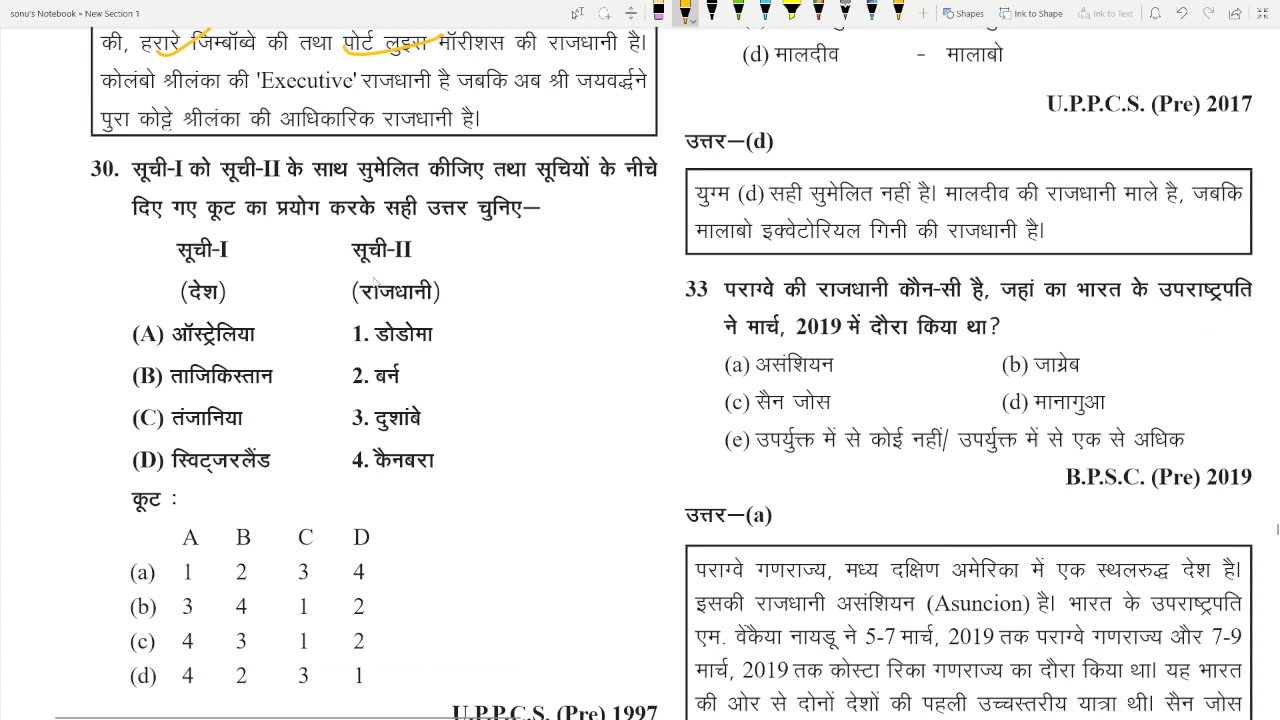 sonu's Notebook » New Section 1
Shapes
Ink to Shape
Ink to Text
की, हरारे जिम्बॉब्वे की तथा पोर्ट लुइस मॉरीशस की राजधानी है।
कोलंबो श्रीलंका की 'Executive' राजधानी है जबकि अब श्री जयवर्द्धने
पुरा कोट्टे श्रीलंका की आधिकारिक राजधानी है।
30. सूची-I को सूची-II के साथ सुमेलित कीजिए तथा सूचियों के नीचे
दिए गए कूट का प्रयोग करके सही उत्तर चुनिए—
सूची-I सूची-II
(देश) (राजधानी)
(A) ऑस्ट्रेलिया 1. डोडोमा
(B) ताजिकिस्तान 2. बर्न
(C) तंजानिया 3. दुशांबे
(D) स्विट्जरलैंड 4. कैनबरा
कूट :
A B C D
(a) 1 2 3 4
(b) 3 4 1 2
(c) 4 3 1 2
(d) 4 2 3 1
U.P.P.C.S. (Pre) 1997
(d) मालदीव - मालाबो
U.P.P.C.S. (Pre) 2017
उत्तर—(d)
युग्म (d) सही सुमेलित नहीं है। मालदीव की राजधानी माले है, जबकि
मालाबो इक्वेटोरियल गिनी की राजधानी है।
33 पराग्वे की राजधानी कौन-सी है, जहां का भारत के उपराष्ट्रपति
ने मार्च, 2019 में दौरा किया था?
(a) असंशियन (b) जाग्रेब
(c) सैन जोस (d) मानागुआ
(e) उपर्युक्त में से कोई नहीं/ उपर्युक्त में से एक से अधिक
B.P.S.C. (Pre) 2019
उत्तर—(a)
पराग्वे गणराज्य, मध्य दक्षिण अमेरिका में एक स्थलरुद्ध देश है।
इसकी राजधानी असंशियन (Asuncion) है। भारत के उपराष्ट्रपति
एम. वेंकैया नायडू ने 5-7 मार्च, 2019 तक पराग्वे गणराज्य और 7-9
मार्च, 2019 तक कोस्टा रिका गणराज्य का दौरा किया था। यह भारत
की ओर से दोनों देशों की पहली उच्चस्तरीय यात्रा थी। सैन जोस